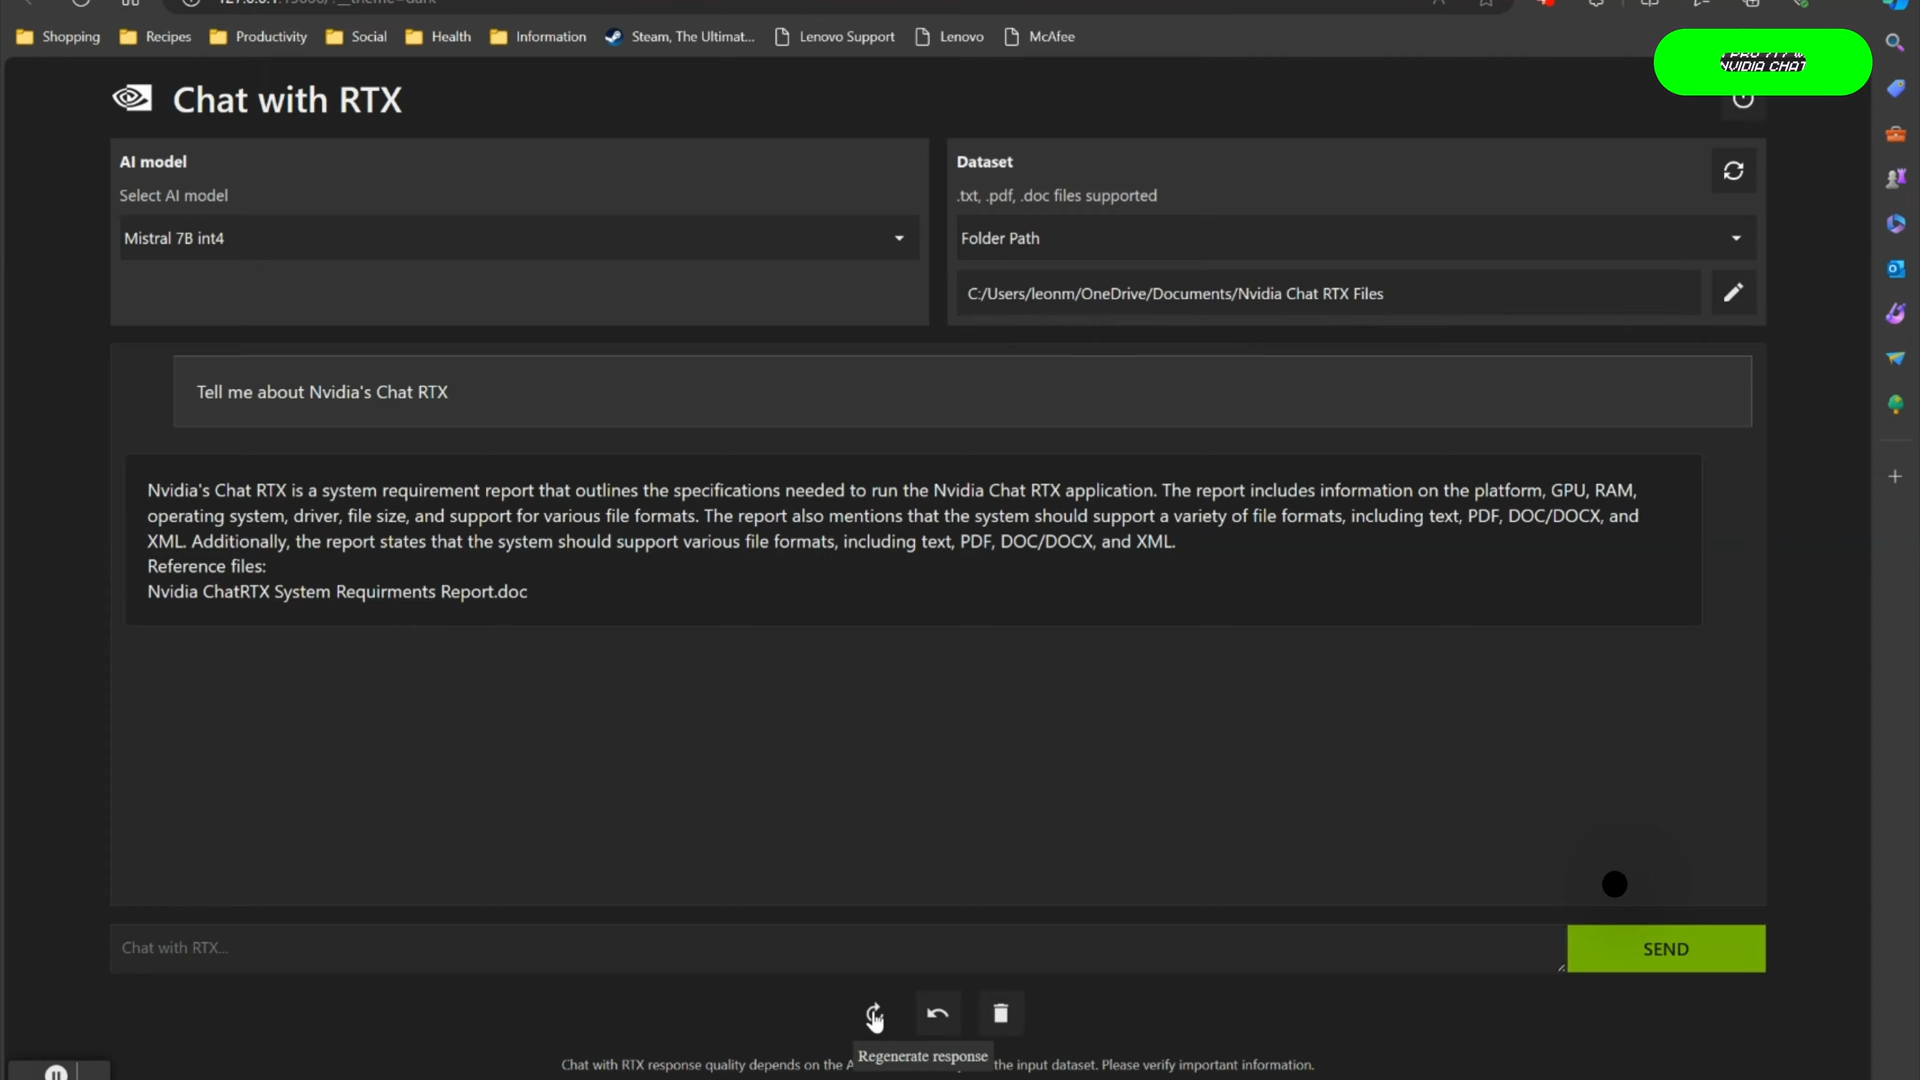 Shopping Recipes Productivity Social Health Information Steam, The Ultimat... Lenovo Support Lenovo McAfee
NVIDIA CHAT
Chat with RTX
AI model
Select AI model
Mistral 7B int4
Dataset
.txt, .pdf, .doc files supported
Folder Path
C:/Users/leonm/OneDrive/Documents/Nvidia Chat RTX Files
Tell me about Nvidia's Chat RTX
Nvidia's Chat RTX is a system requirement report that outlines the specifications needed to run the Nvidia Chat RTX application. The report includes information on the platform, GPU, RAM,
operating system, driver, file size, and support for various file formats. The report also mentions that the system should support a variety of file formats, including text, PDF, DOC/DOCX, and
XML. Additionally, the report states that the system should support various file formats, including text, PDF, DOC/DOCX, and XML.
Reference files:
Nvidia ChatRTX System Requirments Report.doc
Chat with RTX...
SEND
Regenerate response
Chat with RTX response quality depends on the A the input dataset. Please verify important information.